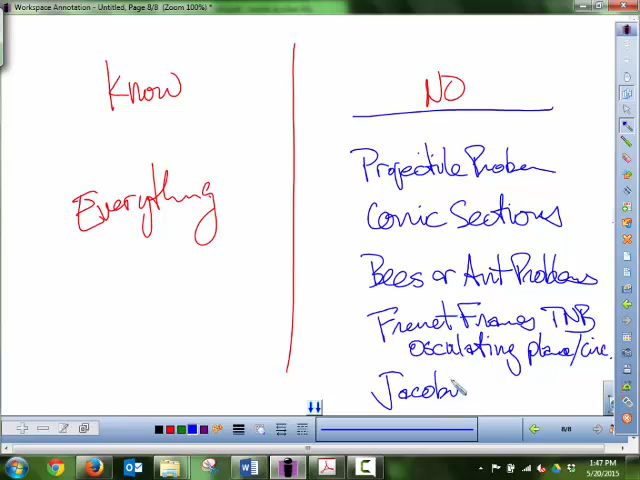 Workspace Annotation - Untitled, Page 8/8 (Zoom 100%) *
Know
Everything
NO
Projectile Problem
Conic Sections
Bees or Ant Problems
Frenet Frames TNB
osculating plane/circ.
Jacobi
8/8
1:47 PM
5/20/2015